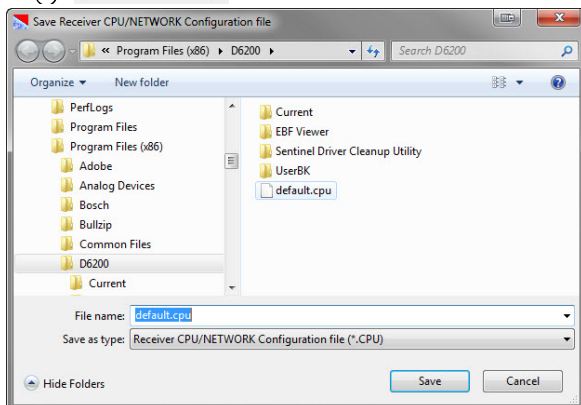 Save Receiver CPU/NETWORK Configuration file
« Program Files (x86) ▸ D6200 ▸
Search D6200
Organize ▾ New folder
PerfLogs
Program Files
Program Files (x86)
Adobe
Analog Devices
Bosch
Bullzip
Common Files
D6200
Current
Current
EBF Viewer
Sentinel Driver Cleanup Utility
UserBK
default.cpu
File name: default.cpu
Save as type: Receiver CPU/NETWORK Configuration file (*.CPU)
Hide Folders
Save
Cancel